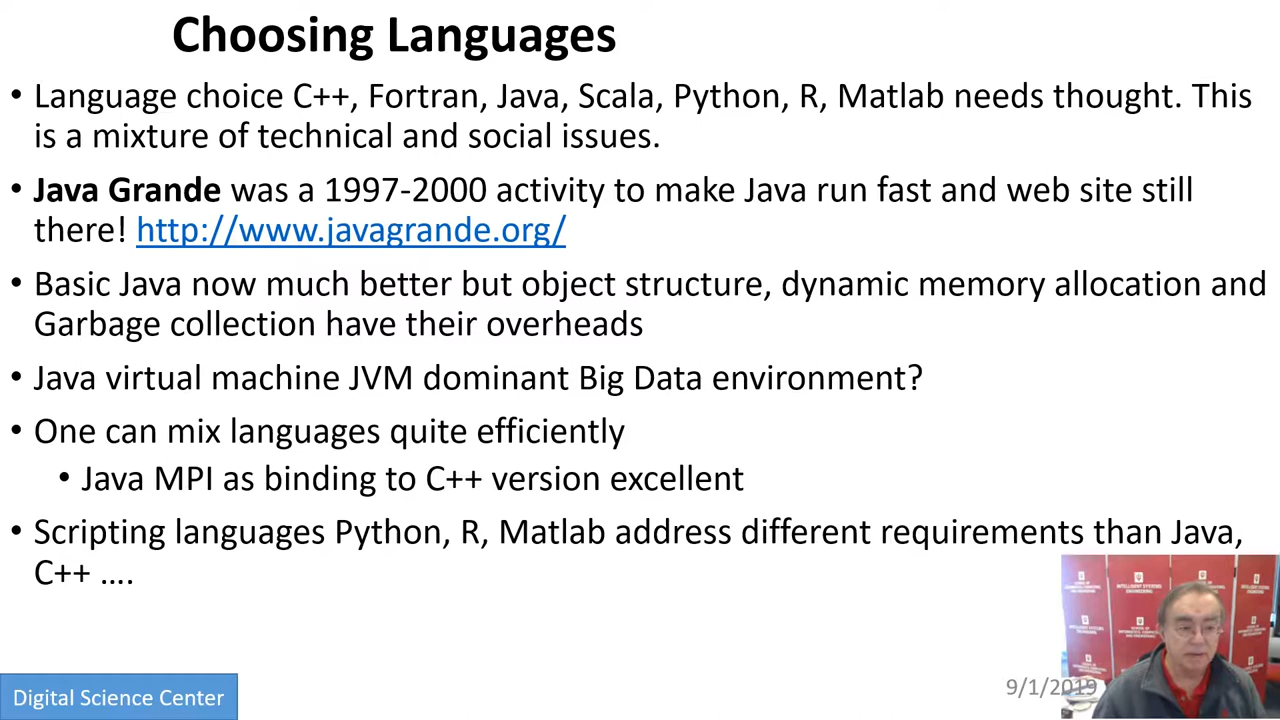 Choosing Languages
• Language choice C++, Fortran, Java, Scala, Python, R, Matlab needs thought. This
is a mixture of technical and social issues.
• Java Grande was a 1997-2000 activity to make Java run fast and web site still
there! http://www.javagrande.org/
• Basic Java now much better but object structure, dynamic memory allocation and
Garbage collection have their overheads
• Java virtual machine JVM dominant Big Data environment?
• One can mix languages quite efficiently
• Java MPI as binding to C++ version excellent
• Scripting languages Python, R, Matlab address different requirements than Java,
C++ ….
INTELLIGENT SYSTEMS
ENGINEERING
Digital Science Center
9/1/2019